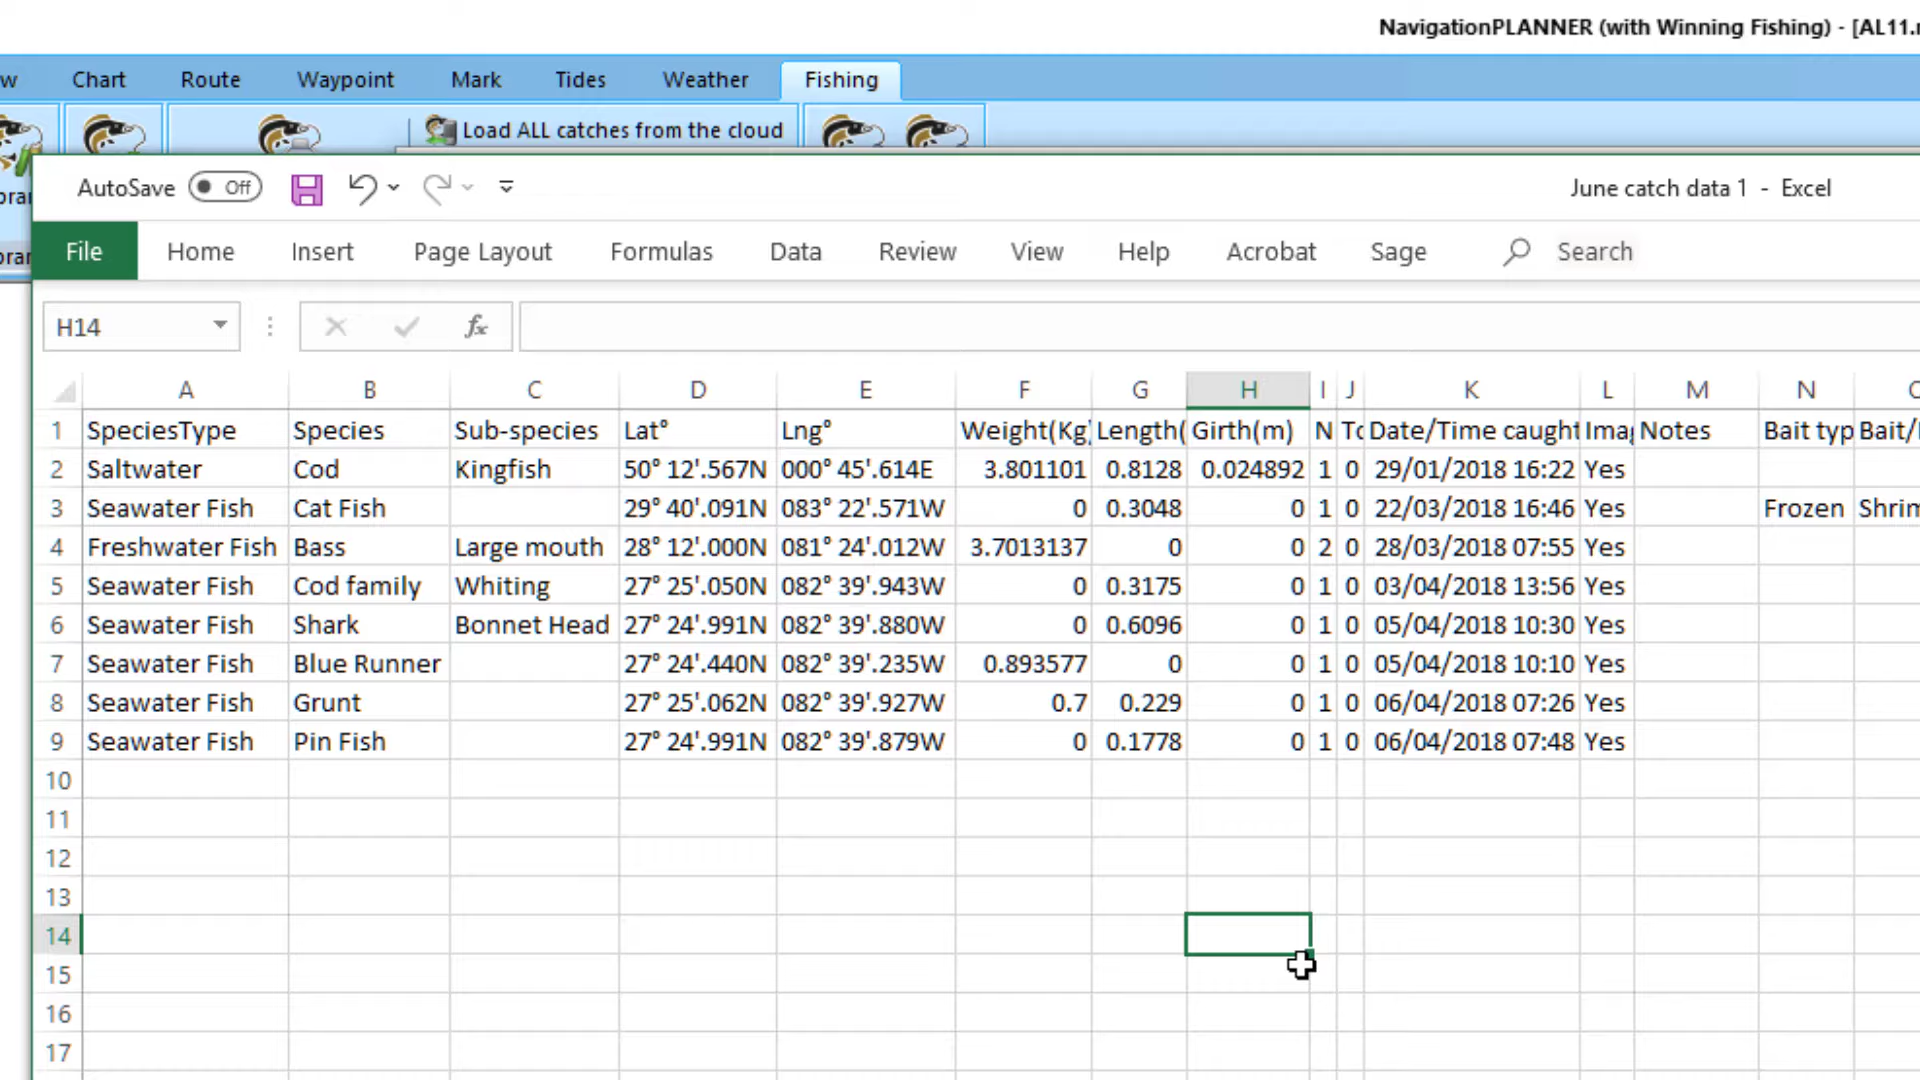 NavigationPLANNER (with Winning Fishing) - [AL11.
w Chart Route Waypoint Mark Tides Weather Fishing
Load ALL catches from the cloud
AutoSave Off June catch data 1 - Excel
File Home Insert Page Layout Formulas Data Review View Help Acrobat Sage Search
H14 fx
A B C D E F G H I J K L M N
1 SpeciesType Species Sub-species Lat° Lng° Weight(Kg) Length( Girth(m) N Tc Date/Time caught Ima Notes Bait typ Bait/
2 Saltwater Cod Kingfish 50° 12'.567N 000° 45'.614E 3.801101 0.8128 0.024892 1 0 29/01/2018 16:22 Yes
3 Seawater Fish Cat Fish 29° 40'.091N 083° 22'.571W 0 0.3048 0 1 0 22/03/2018 16:46 Yes Frozen Shrim
4 Freshwater Fish Bass Large mouth 28° 12'.000N 081° 24'.012W 3.7013137 0 0 2 0 28/03/2018 07:55 Yes
5 Seawater Fish Cod family Whiting 27° 25'.050N 082° 39'.943W 0 0.3175 0 1 0 03/04/2018 13:56 Yes
6 Seawater Fish Shark Bonnet Head 27° 24'.991N 082° 39'.880W 0 0.6096 0 1 0 05/04/2018 10:30 Yes
7 Seawater Fish Blue Runner 27° 24'.440N 082° 39'.235W 0.893577 0 0 1 0 05/04/2018 10:10 Yes
8 Seawater Fish Grunt 27° 25'.062N 082° 39'.927W 0.7 0.229 0 1 0 06/04/2018 07:26 Yes
9 Seawater Fish Pin Fish 27° 24'.991N 082° 39'.879W 0 0.1778 0 1 0 06/04/2018 07:48 Yes
10
11
12
13
14
15
16
17